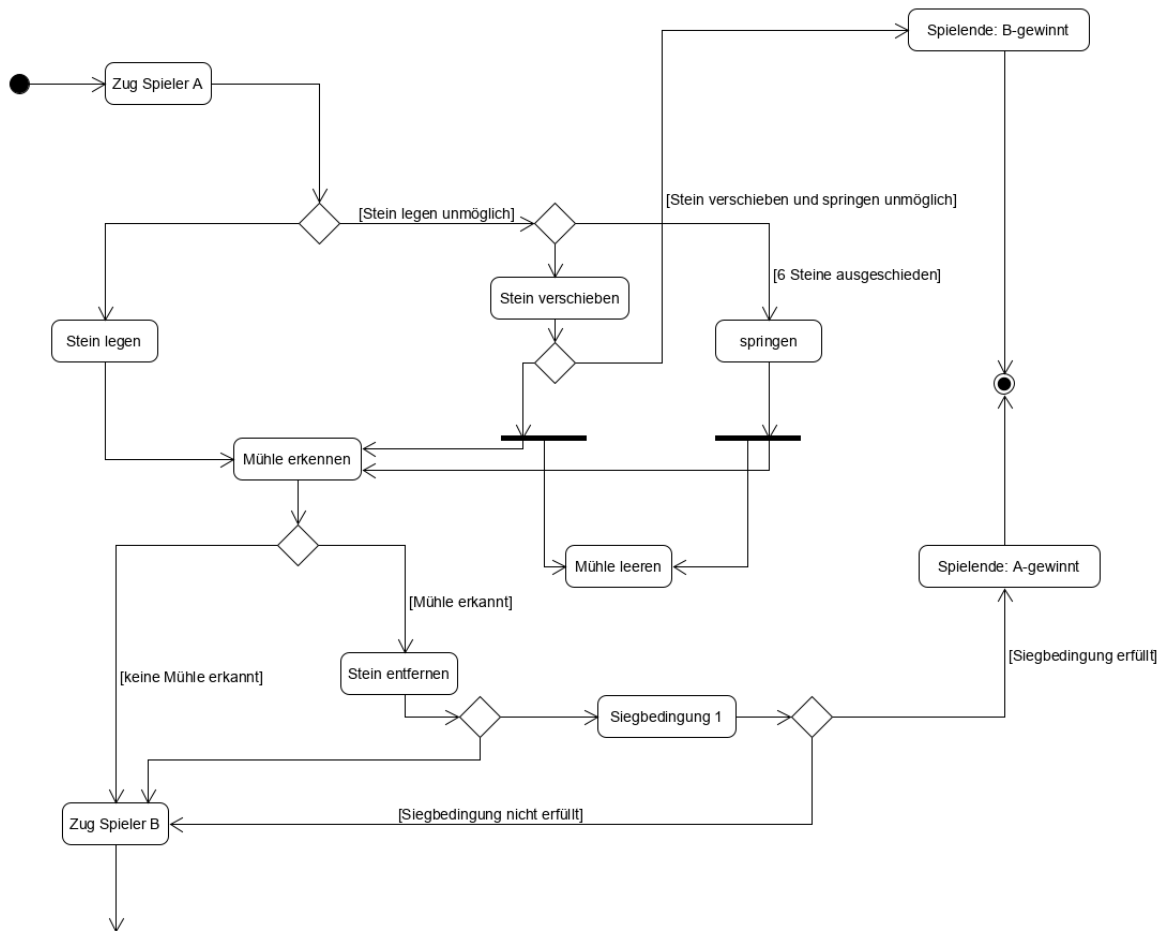 Spielende: B-gewinnt
Zug Spieler A
[Stein legen unmöglich]
[Stein verschieben und springen unmöglich]
[6 Steine ausgeschieden]
Stein verschieben
Stein legen
springen
Mühle erkennen
Mühle leeren
Spielende: A-gewinnt
[Mühle erkannt]
[Siegbedingung erfüllt]
[keine Mühle erkannt]
Stein entfernen
Siegbedingung 1
[Siegbedingung nicht erfüllt]
Zug Spieler B